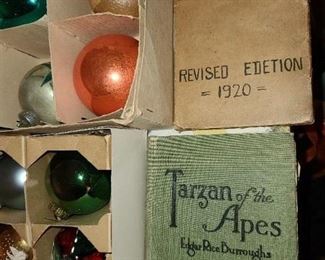 REVISED EDETION
= 1920 =
Tarzan of the
Apes
Edgar Rice Burroughs